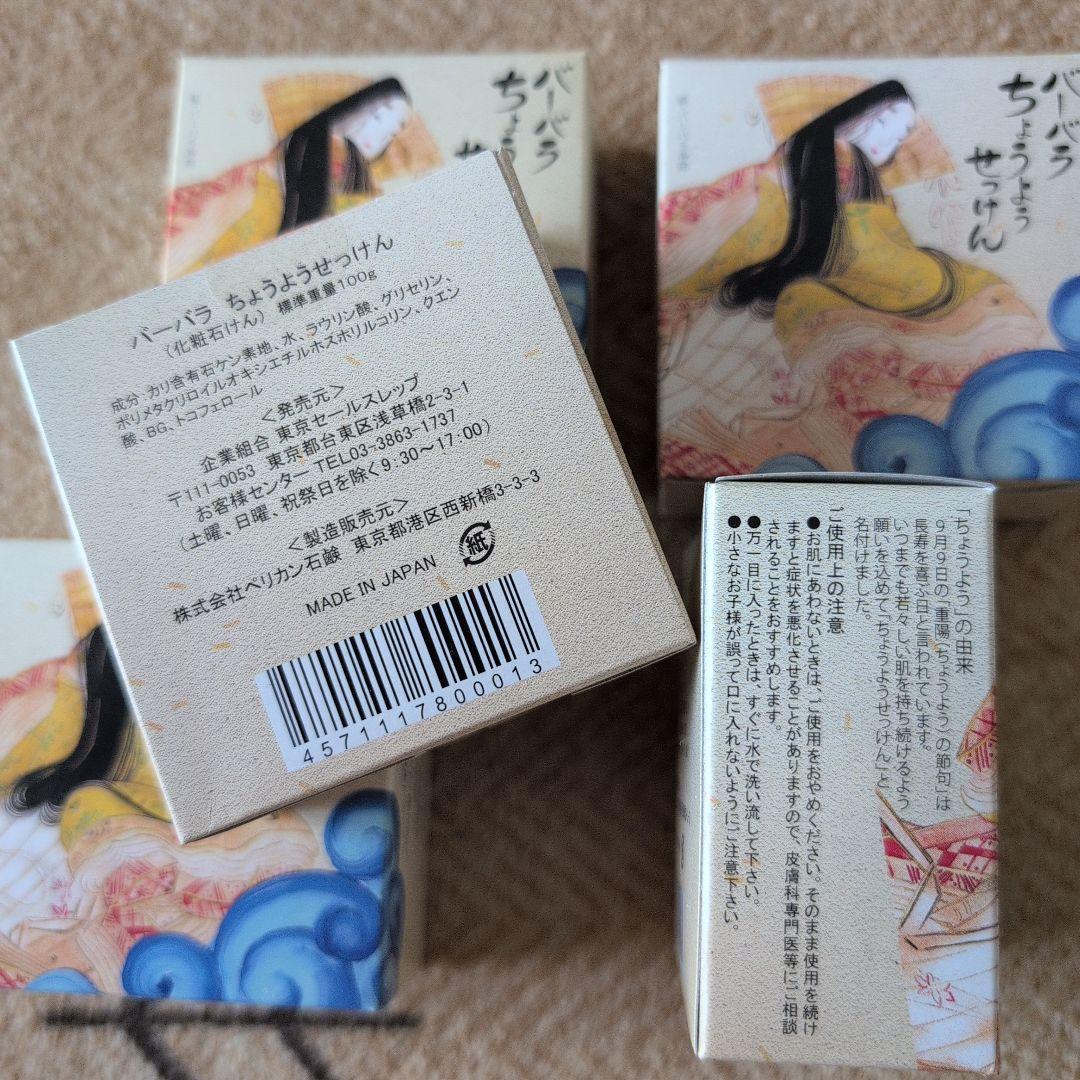 バーバラ
ちょう
せ
バーバラ
ちょうよう
せっけん
バーバラ ちょうようせっけん
(化粧石けん) 標準重量100g
成分:カリ含有石ケン素地、水、ラウリン酸、グリセリン、
ポリメタクリロイルオキシエチルホスホリルコリン、クエン
酸、BG、トコフェロール
<発売元>
企業組合 東京セールスレップ
〒111-0053 東京都台東区浅草橋2-3-1
お客様センターTEL03-3863-1737
(土曜、日曜、祝祭日を除く9:30〜17:00)
<製造販売元>
株式会社ペリカン石鹸 東京都港区西新橋3-3-3
MADE IN JAPAN
紙
4571117800013
「ちょうよう」の由来
9月9日の「重陽(ちょうよう)の節句」は
長寿を喜ぶ日と言われています。
いつまでも若々しい肌を持ち続けるよう
願いを込めて「ちょうようせっけん」と
名付けました。
ご使用上の注意
●お肌にあわないときは、ご使用をおやめください。そのまま使用を続け
ますと症状を悪化させることがありますので、皮膚科専門医等にご相談
されることをおすすめします。
●万一目に入ったときは、すぐに水で洗い流して下さい。
●小さなお子様が誤って口に入れないようにご注意下さい。